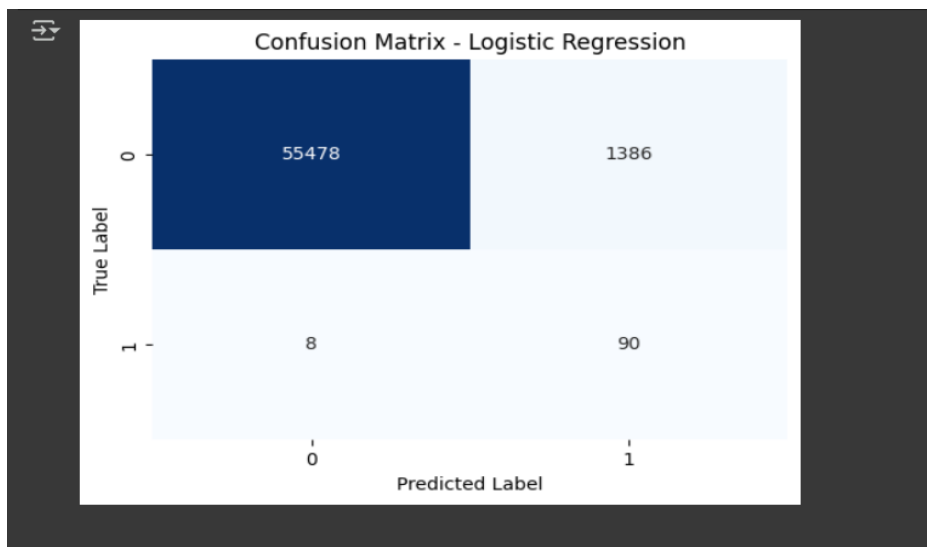 Confusion Matrix - Logistic Regression
True Label
0
55478
1386
1
8
90
0
1
Predicted Label